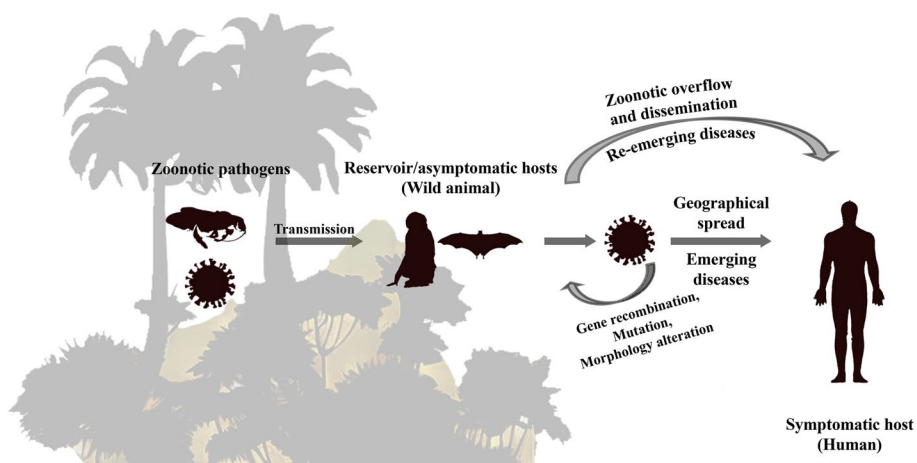 Zoonotic pathogens
Transmission
Reservoir/asymptomatic hosts
(Wild animal)
Zoonotic overflow
and dissemination
Re-emerging diseases
Geographical
spread
Emerging
diseases
Gene recombination,
Mutation,
Morphology alteration
Symptomatic host
(Human)